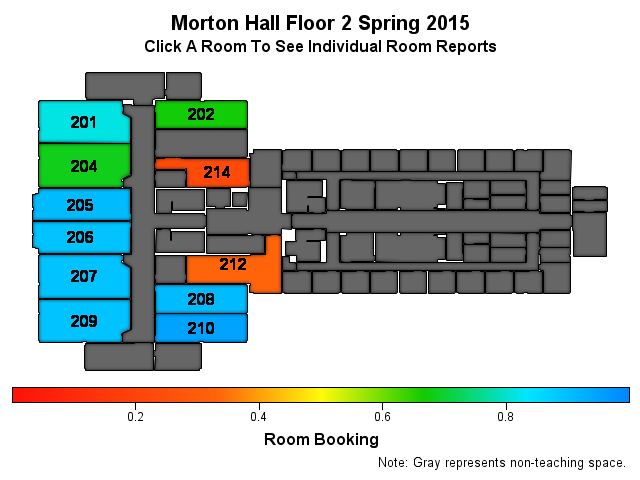 Morton Hall Floor 2 Spring 2015
Click A Room To See Individual Room Reports
201
202
204
214
205
206
212
207
208
209
210
0.2 0.4 0.6 0.8
Room Booking
Note: Gray represents non-teaching space.